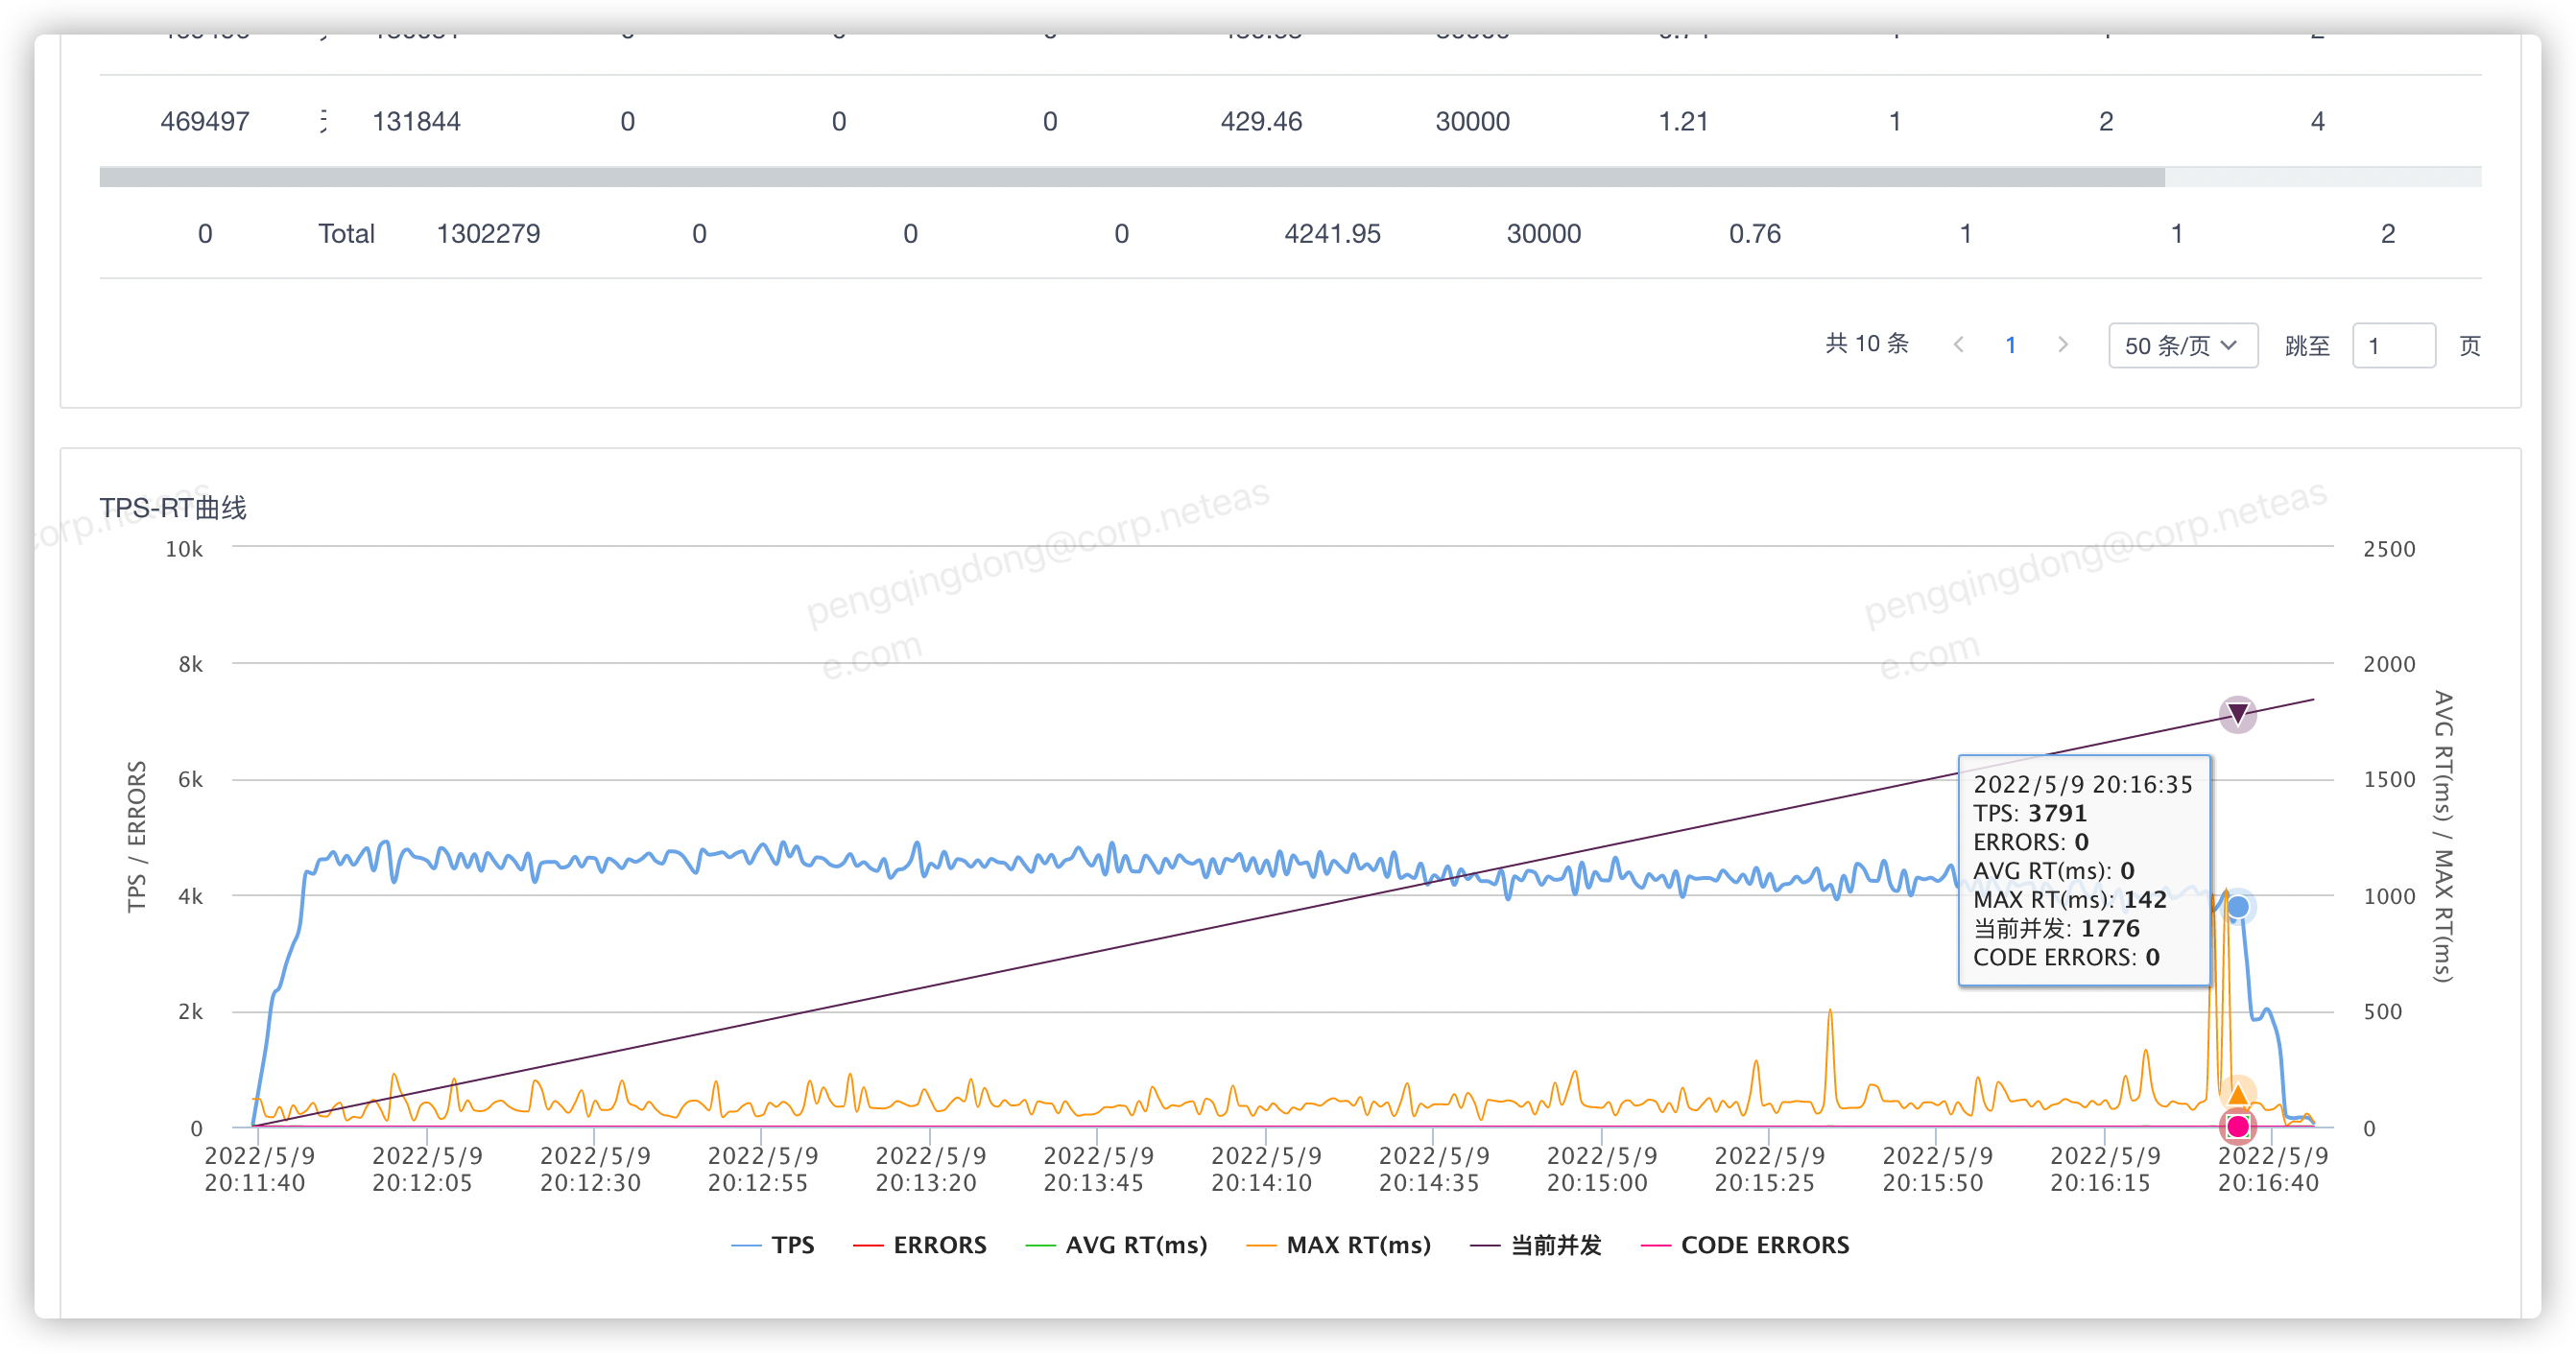 469497 131844 0 0 0 429.46 30000 1.21 1 2 4
0 Total 1302279 0 0 0 4241.95 30000 0.76 1 1 2
共 10 条 1 50 条/页 跳至 1 页
TPS-RT曲线
corp.neteas
pengqingdong@corp.neteas
e.com
pengqingdong@corp.neteas
e.com
10k
8k
6k
4k
2k
0
TPS / ERRORS
2500
2000
1500
1000
500
0
AVG RT(ms) / MAX RT(ms)
2022/5/9 20:16:35
TPS: 3791
ERRORS: 0
AVG RT(ms): 0
MAX RT(ms): 142
当前并发: 1776
CODE ERRORS: 0
2022/5/9 2022/5/9 2022/5/9 2022/5/9 2022/5/9 2022/5/9 2022/5/9 2022/5/9 2022/5/9 2022/5/9 2022/5/9 2022/5/9 2022/5/9
20:11:40 20:12:05 20:12:30 20:12:55 20:13:20 20:13:45 20:14:10 20:14:35 20:15:00 20:15:25 20:15:50 20:16:15 20:16:40
TPS ERRORS AVG RT(ms) MAX RT(ms) 当前并发 CODE ERRORS